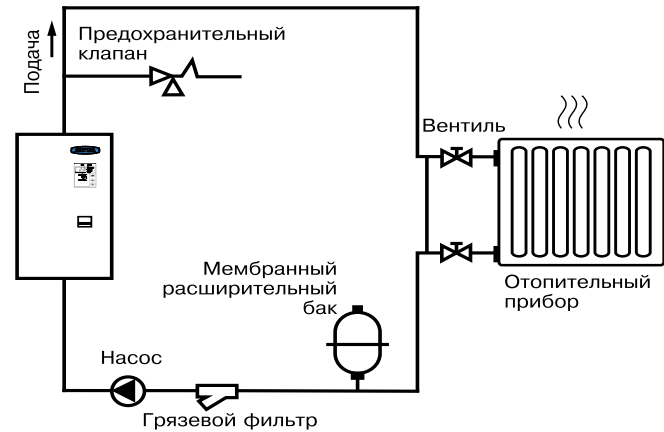 Подача
Предохранительный
клапан
Вентиль
Отопительный
прибор
Мембранный
расширительный
бак
Насос
Грязевой фильтр